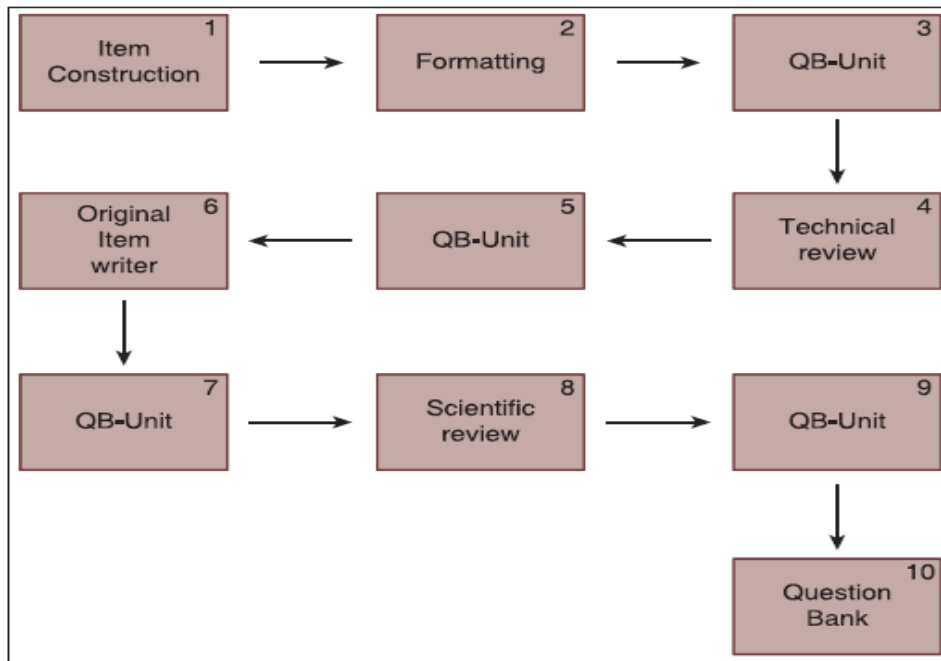 1
Item
Construction
2
Formatting
3
QB-Unit
4
Technical
review
5
QB-Unit
6
Original
Item
writer
7
QB-Unit
8
Scientific
review
9
QB-Unit
10
Question
Bank